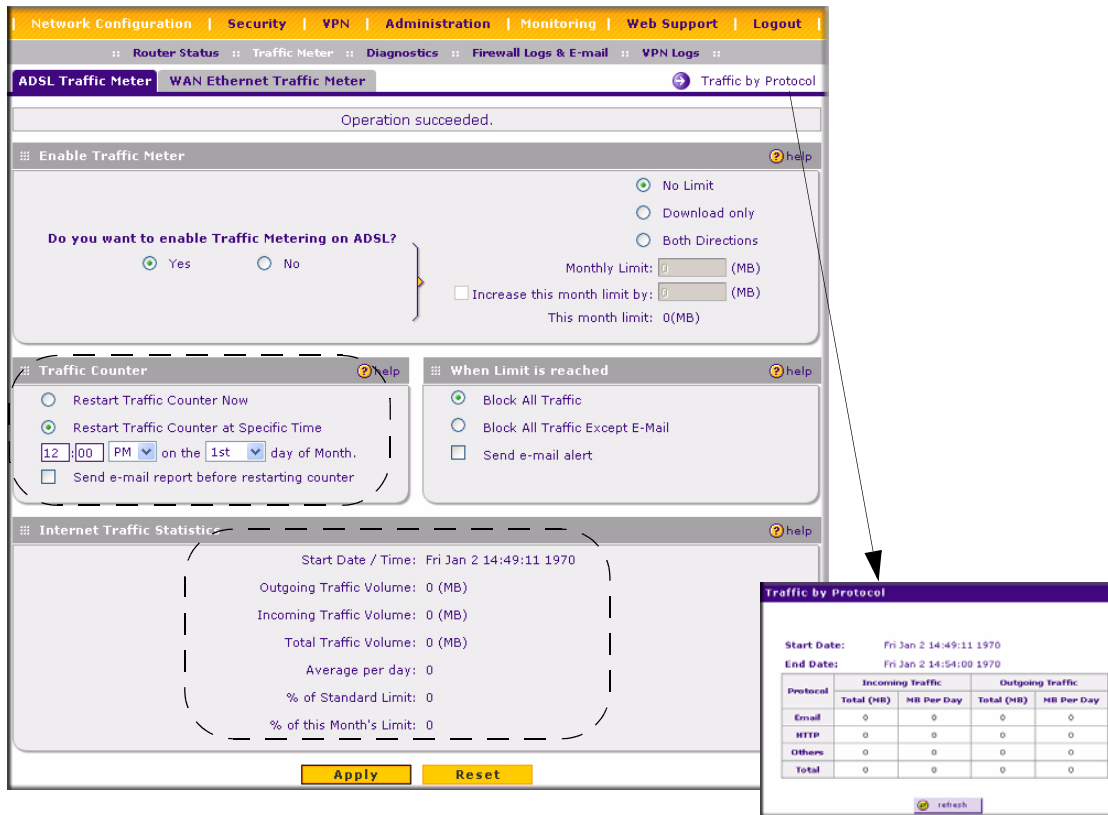 Network Configuration | Security | VPN | Administration | Monitoring | Web Support | Logout |
:: Router Status :: Traffic Meter :: Diagnostics :: Firewall Logs & E-mail :: VPN Logs ::
ADSL Traffic Meter WAN Ethernet Traffic Meter Traffic by Protocol
Operation succeeded.
Enable Traffic Meter ? help
No Limit
Download only
Do you want to enable Traffic Metering on ADSL?
Both Directions
Yes No
Monthly Limit: 0 (MB)
Increase this month limit by: 0 (MB)
This month limit: 0(MB)
Traffic Counter ? help
Restart Traffic Counter Now
Restart Traffic Counter at Specific Time
12 : 00 PM on the 1st day of Month.
Send e-mail report before restarting counter
When Limit is reached ? help
Block All Traffic
Block All Traffic Except E-Mail
Send e-mail alert
Internet Traffic Statistics ? help
Start Date / Time: Fri Jan 2 14:49:11 1970
Outgoing Traffic Volume: 0 (MB)
Incoming Traffic Volume: 0 (MB)
Total Traffic Volume: 0 (MB)
Average per day: 0
% of Standard Limit: 0
% of this Month's Limit: 0
Apply Reset
Traffic by Protocol
Start Date: Fri Jan 2 14:49:11 1970
End Date: Fri Jan 2 14:54:00 1970
Protocol Incoming Traffic Outgoing Traffic
Total (MB) MB Per Day Total (MB) MB Per Day
Email 0 0 0 0
HTTP 0 0 0 0
Others 0 0 0 0
Total 0 0 0 0
refresh